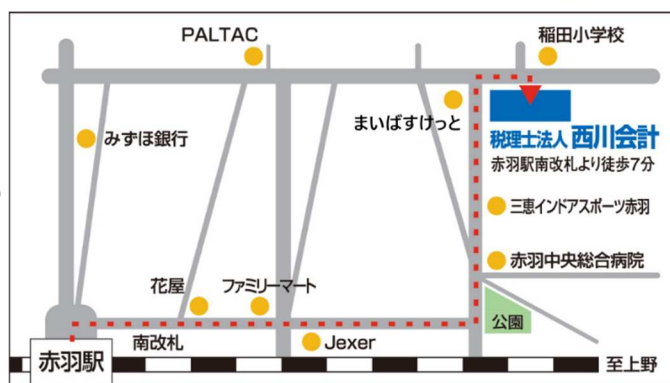 PALTAC
稲田小学校
まいばすけっと
みずほ銀行
税理士法人 西川会計
赤羽駅南改札より徒歩7分
三恵インドアスポーツ赤羽
赤羽中央総合病院
花屋
ファミリーマート
公園
南改札
Jexer
赤羽駅
至上野